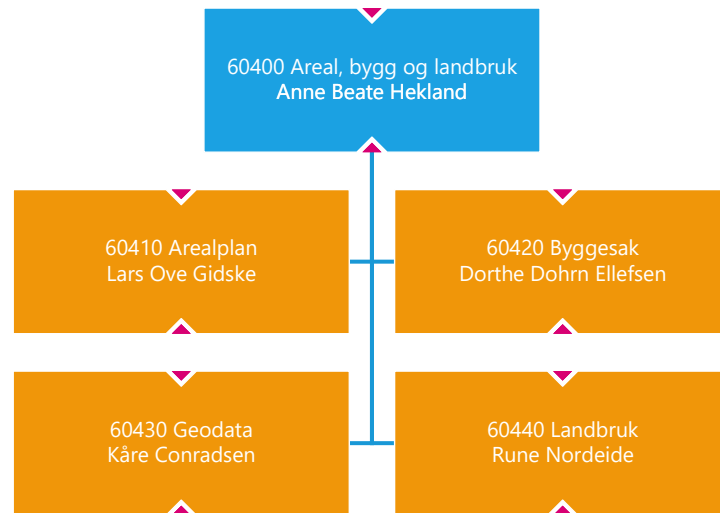 60400 Areal, bygg og landbruk
Anne Beate Hekland
60410 Arealplan
Lars Ove Gidske
60420 Byggesak
Dorthe Dohrn Ellefsen
60430 Geodata
Kåre Conradsen
60440 Landbruk
Rune Nordeide